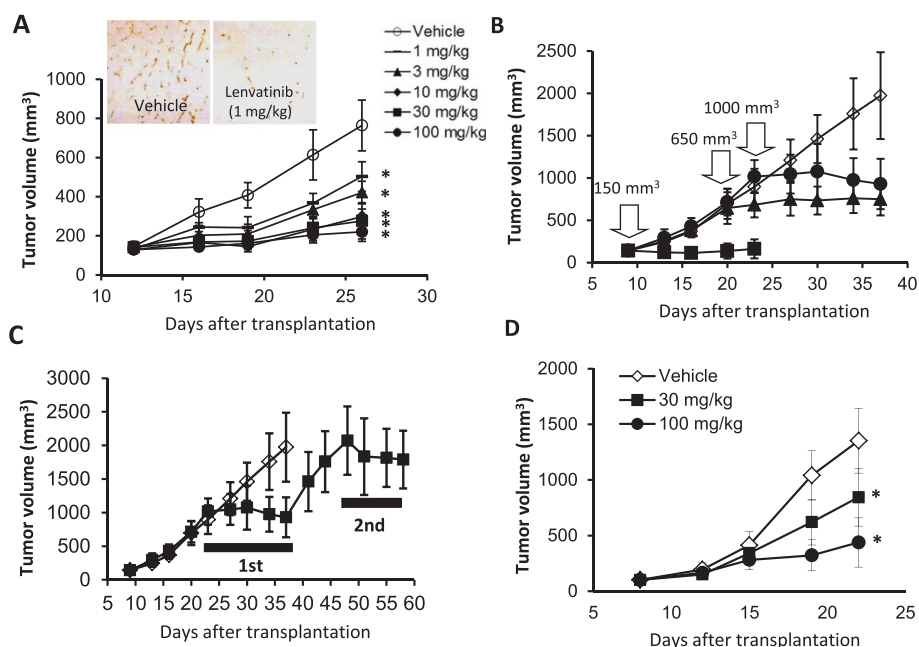 A
Vehicle
Lenvatinib
(1 mg/kg)
Vehicle
1 mg/kg
3 mg/kg
10 mg/kg
30 mg/kg
100 mg/kg
Tumor volume (mm³)
1000
800
600
400
200
0
*
*
*
*
*
10 15 20 25 30
Days after transplantation
B
Tumor volume (mm³)
2500
2000
1500
1000
500
0
150 mm³
650 mm³
1000 mm³
5 10 15 20 25 30 35 40
Days after transplantation
C
Tumor volume (mm³)
3000
2500
2000
1500
1000
500
0
1st
2nd
5 10 15 20 25 30 35 40 45 50 55 60
Days after transplantation
D
Vehicle
30 mg/kg
100 mg/kg
Tumor volume (mm³)
2000
1500
1000
500
0
*
*
5 10 15 20 25
Days after transplantation